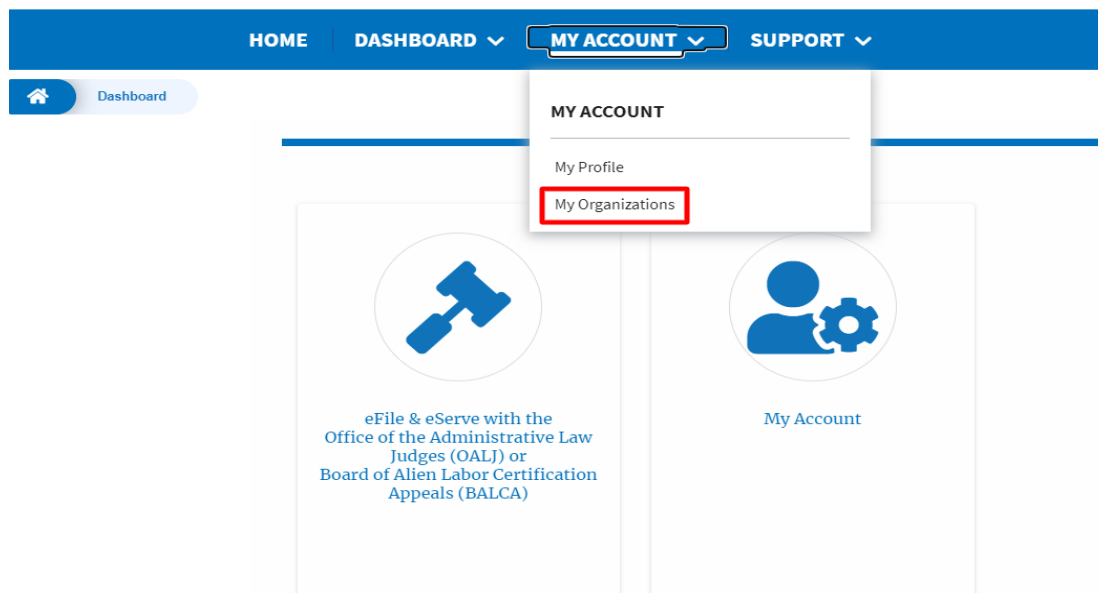 HOME DASHBOARD MY ACCOUNT SUPPORT
Dashboard
MY ACCOUNT
My Profile
My Organizations
eFile & eServe with the
Office of the Administrative Law
Judges (OALJ) or
Board of Alien Labor Certification
Appeals (BALCA)
My Account